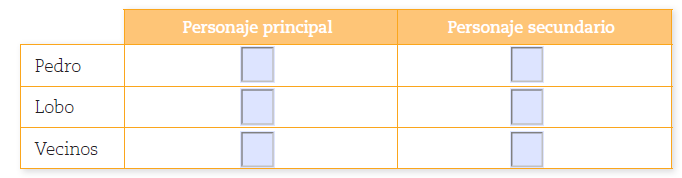 Personaje principal Personaje secundario
Pedro
Lobo
Vecinos